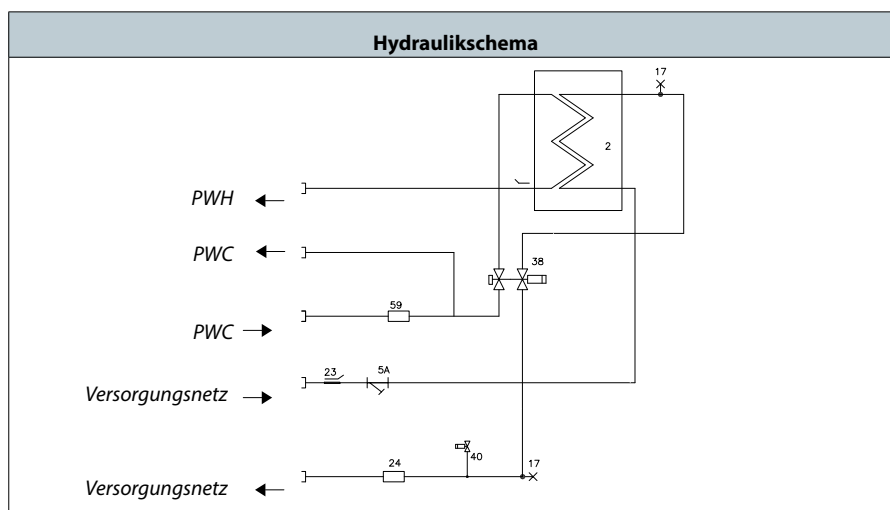 Hydraulikschema
17
2
PWH
PWC
38
59
PWC
23
5A
Versorgungsnetz
40
24
17
Versorgungsnetz